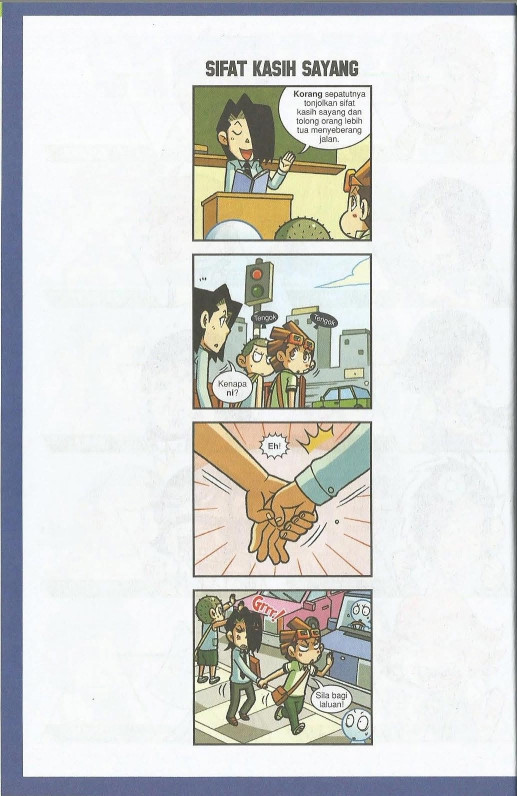 SIFAT KASIH SAYANG
Korang sepatutnya
tonjolkan sifat
kasih sayang dan
tolong orang lebih
tua menyeberang
jalan.
...
Tengok
Tengok
Kenapa
ni?
Eh!
Grrr!
Sila bagi
laluan!